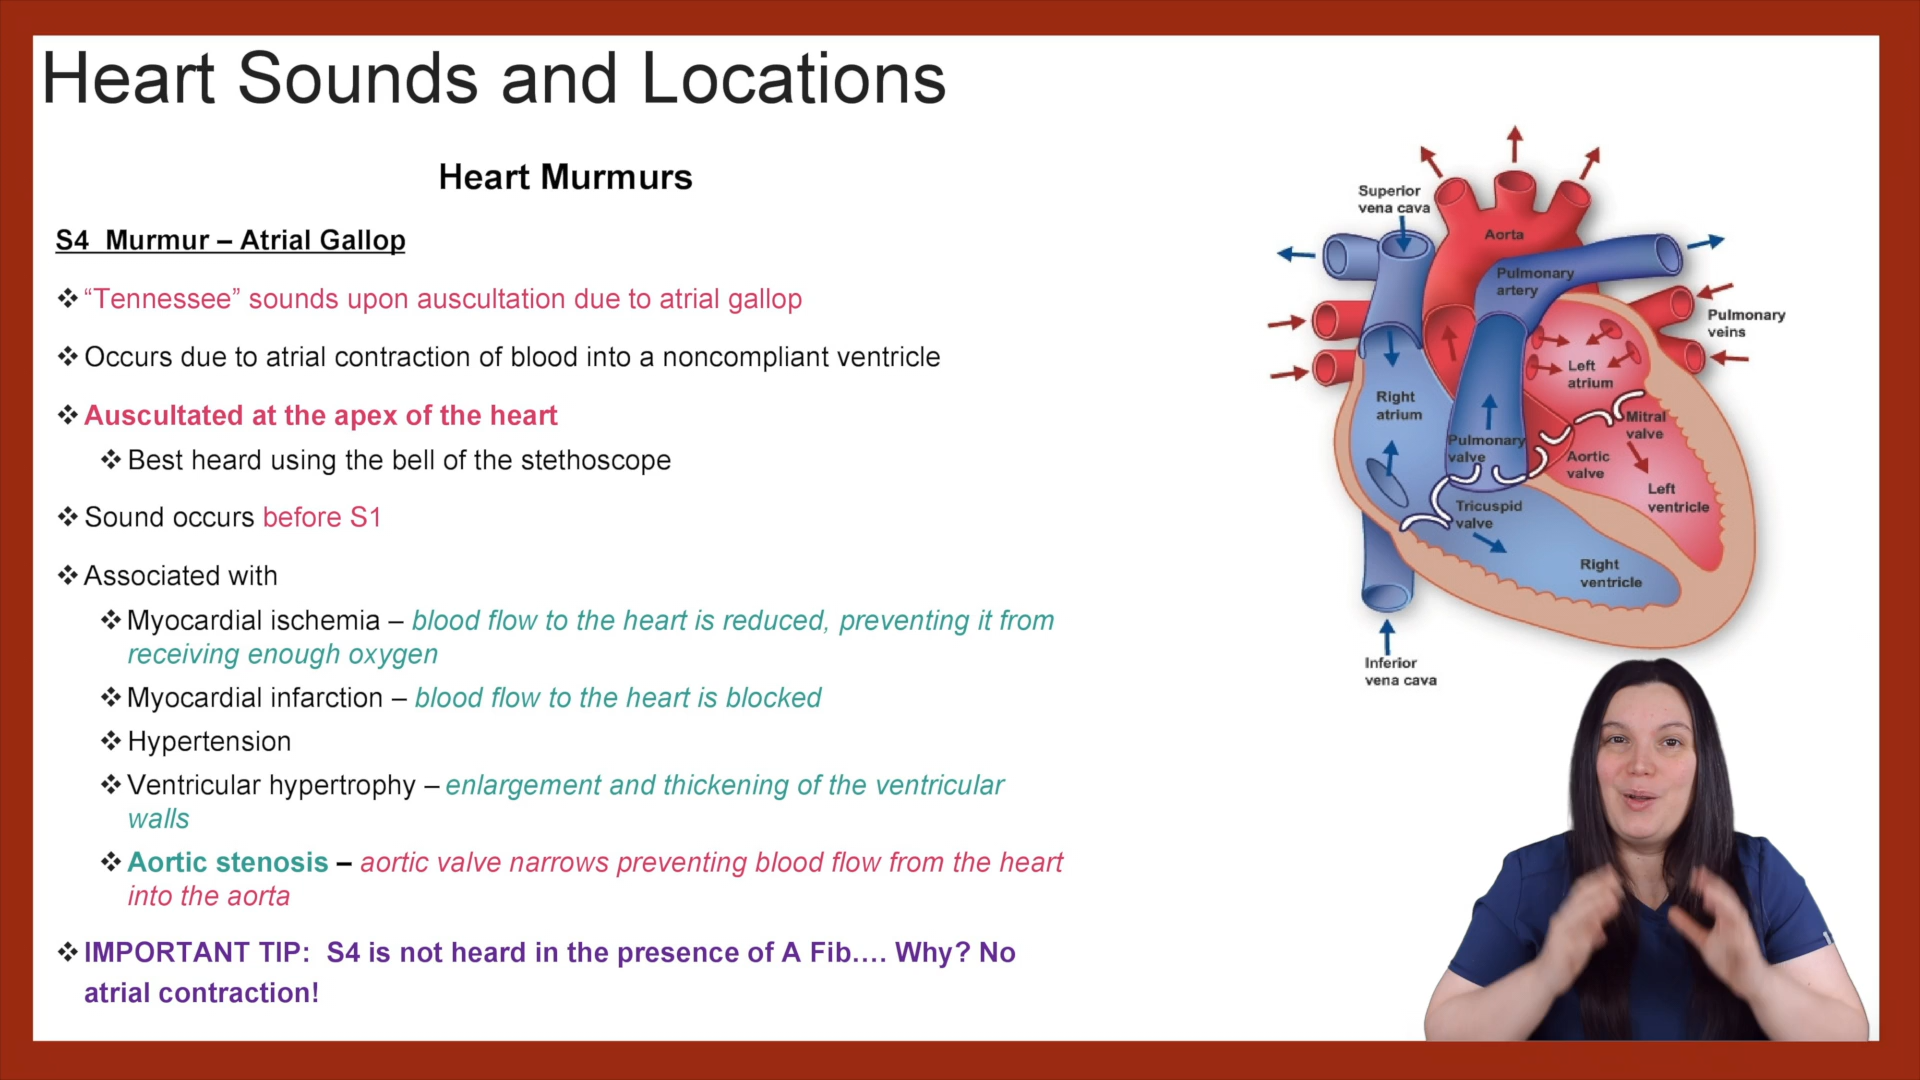 Heart Sounds and Locations
Heart Murmurs
S4 Murmur – Atrial Gallop
❖ “Tennessee” sounds upon auscultation due to atrial gallop
❖ Occurs due to atrial contraction of blood into a noncompliant ventricle
❖ Auscultated at the apex of the heart
❖ Best heard using the bell of the stethoscope
❖ Sound occurs before S1
❖ Associated with
❖ Myocardial ischemia – blood flow to the heart is reduced, preventing it from
receiving enough oxygen
❖ Myocardial infarction – blood flow to the heart is blocked
❖ Hypertension
❖ Ventricular hypertrophy – enlargement and thickening of the ventricular
walls
❖ Aortic stenosis – aortic valve narrows preventing blood flow from the heart
into the aorta
❖ IMPORTANT TIP: S4 is not heard in the presence of A Fib.... Why? No
atrial contraction!
Superior
vena cava
Aorta
Pulmonary
artery
Pulmonary
veins
Left
atrium
Right
atrium
Mitral
valve
Pulmonary
valve
Aortic
valve
Left
ventricle
Tricuspid
valve
Right
ventricle
Inferior
vena cava